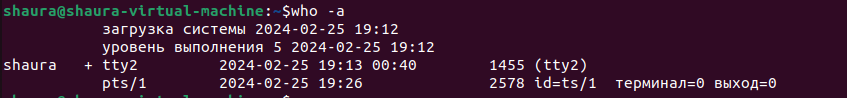 shaura@shaura-virtual-machine:~$who -a
загрузка системы 2024-02-25 19:12
уровень выполнения 5 2024-02-25 19:12
shaura + tty2 2024-02-25 19:13 00:40 1455 (tty2)
pts/1 2024-02-25 19:26 2578 id=ts/1 терминал=0 выход=0